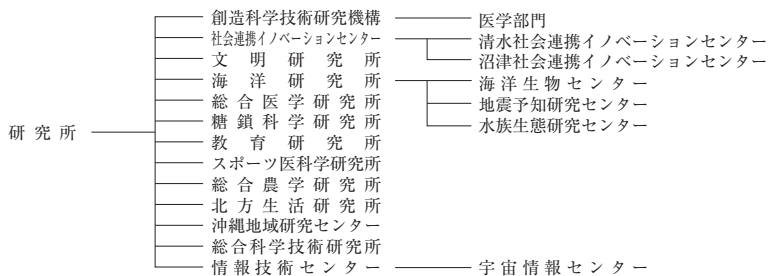 創造科学技術研究機構 医学部門
社会連携イノベーションセンター 清水社会連携イノベーションセンター
文明研究所 沼津社会連携イノベーションセンター
海洋研究所 海洋生物センター
総合医学研究所 地震予知研究センター
糖鎖科学研究所 水族生態研究センター
研究所
教育研究所
スポーツ医科学研究所
総合農学研究所
北方生活研究所
沖縄地域研究センター
総合科学技術研究所
情報技術センター 宇宙情報センター